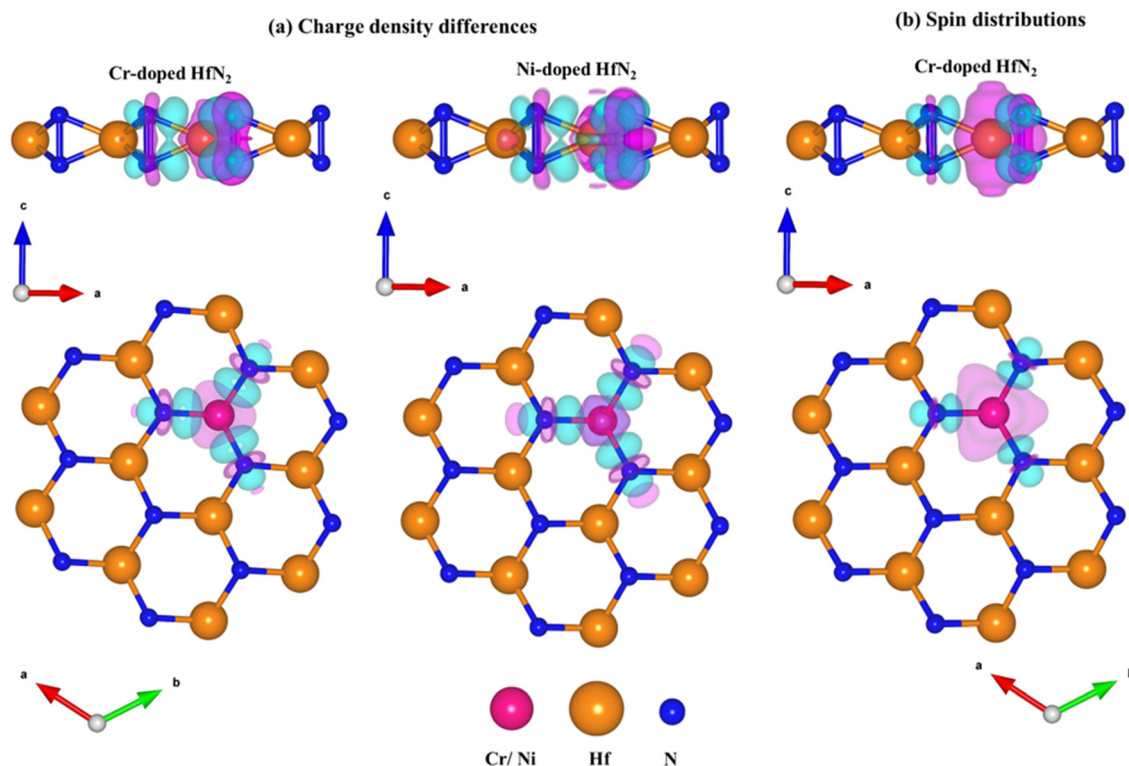 (a) Charge density differences
(b) Spin distributions
Cr-doped HfN₂
Ni-doped HfN₂
Cr-doped HfN₂
c
a
c
a
c
a
a
b
a
Cr/ Ni
Hf
N